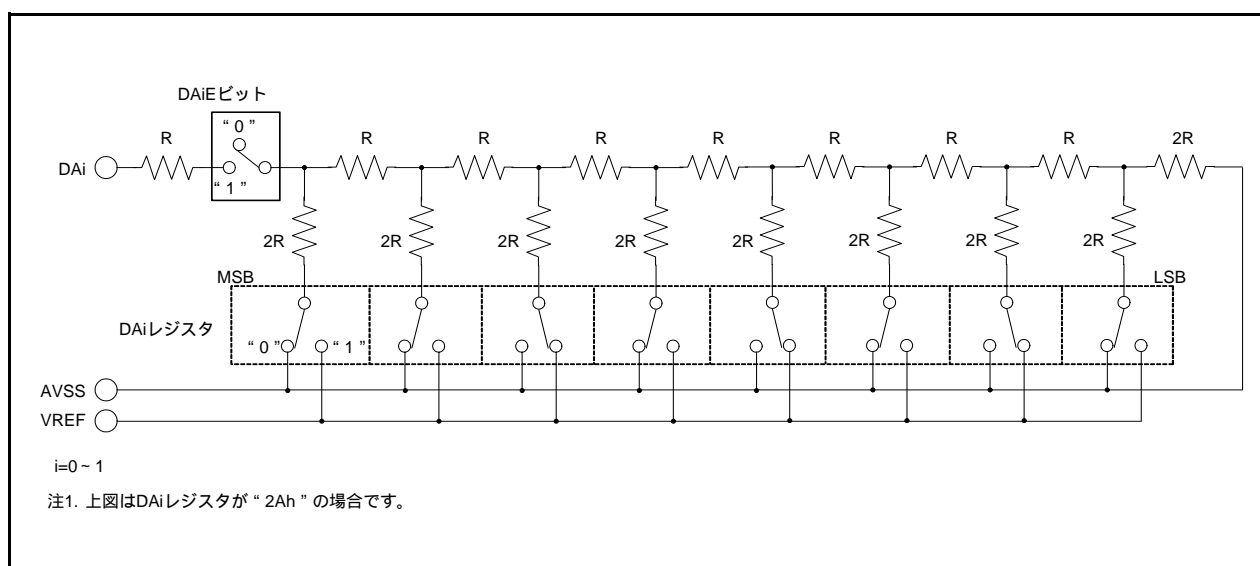 DAiEビット
“ 0 ”
R R R R R R R R 2R
DAi
“ 1 ”
2R 2R 2R 2R 2R 2R 2R 2R
MSB LSB
DAiレジスタ
“ 0 ” “ 1 ”
AVSS
VREF
i=0~1
注1. 上図はDAiレジスタが“ 2Ah ”の場合です。